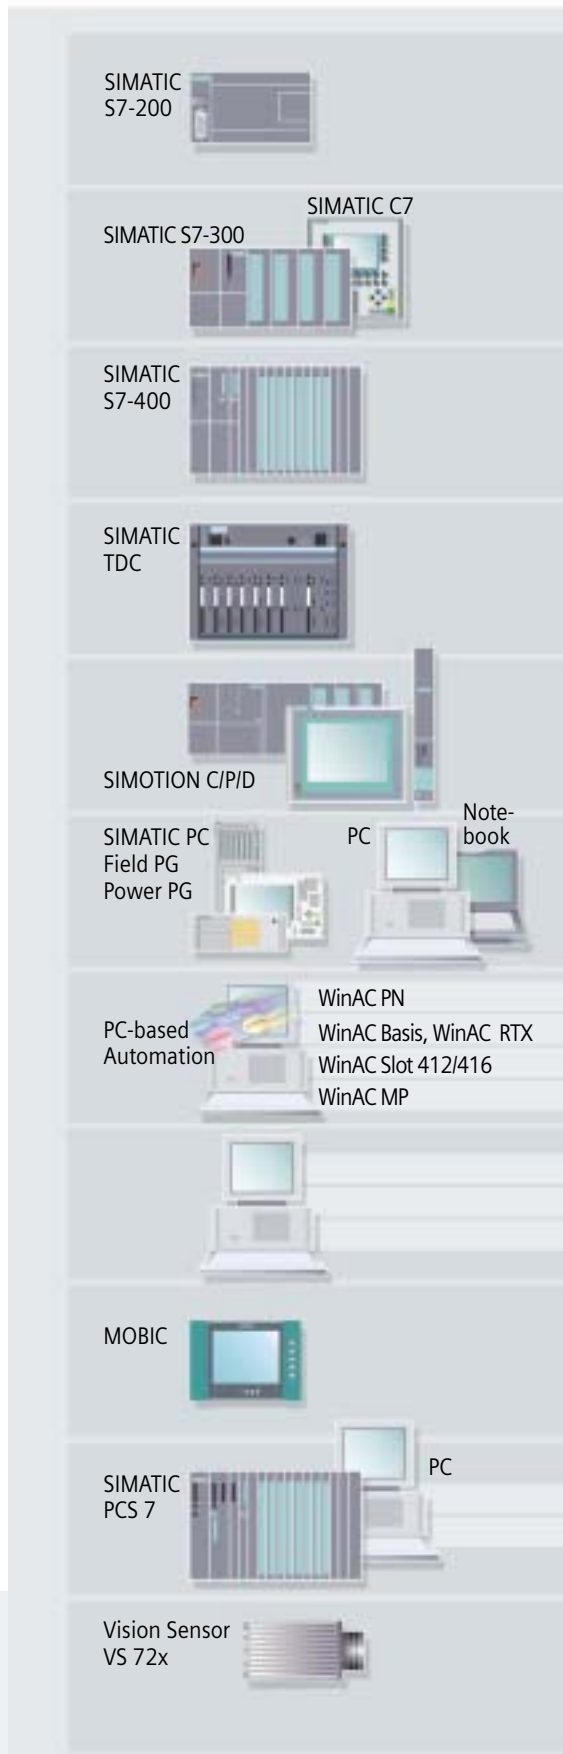 SIMATIC
S7-200
SIMATIC C7
SIMATIC S7-300
SIMATIC
S7-400
SIMATIC
TDC
SIMOTION C/P/D
SIMATIC PC
Field PG
Power PG
PC
Note-
book
PC-based
Automation
WinAC PN
WinAC Basis, WinAC RTX
WinAC Slot 412/416
WinAC MP
MOBIC
SIMATIC
PCS 7
PC
Vision Sensor
VS 72x